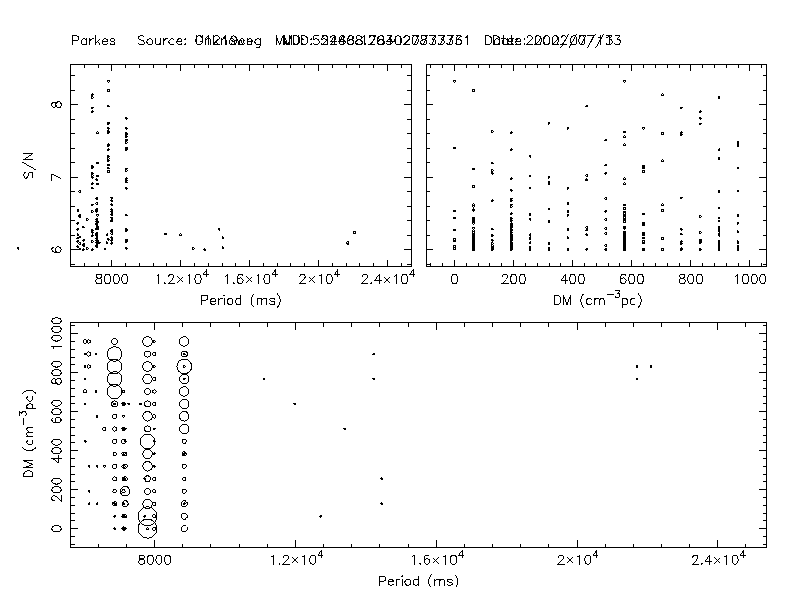 Parkes Source:
8
7
6
S/N
8000 1.2×10⁴ 1.6×10⁴ 2×10⁴ 2.4×10⁴
Period (ms)
0 200 400 600 800 1000
DM (cm⁻³pc)
1000
800
600
400
200
0
DM (cm⁻³pc)
8000 1.2×10⁴ 1.6×10⁴ 2×10⁴ 2.4×10⁴
Period (ms)